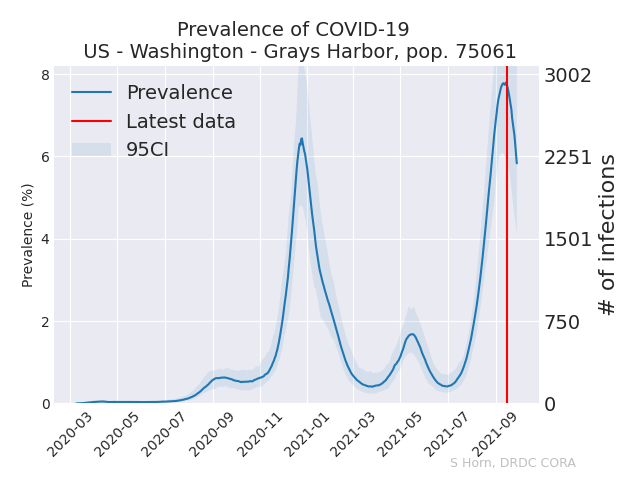 Prevalence of COVID-19
US - Washington - Grays Harbor, pop. 75061
Prevalence
Latest data
95CI
Prevalence (%)
8
6
4
2
0
3002
2251
1501
750
0
# of infections
2020-03
2020-05
2020-07
2020-09
2020-11
2021-01
2021-03
2021-05
2021-07
2021-09
S Horn, DRDC CORA